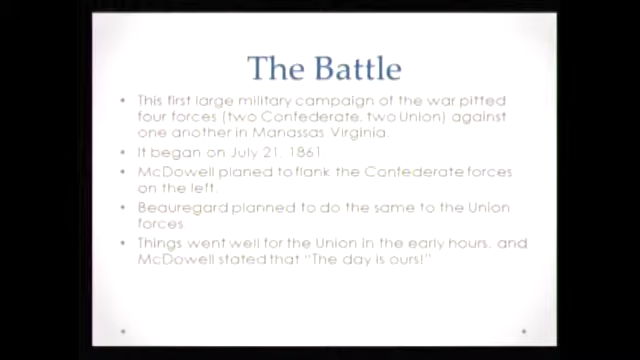 The Battle
This first large military campaign of the war pitted
four forces (two Confederate, two Union) against
one another in Manassas Virginia.
It began on July 21, 1861
McDowell planed to flank the Confederate forces
on the left.
Beauregard planned to do the same to the Union
forces
Things went well for the Union in the early hours, and
McDowell stated that "The day is ours!"